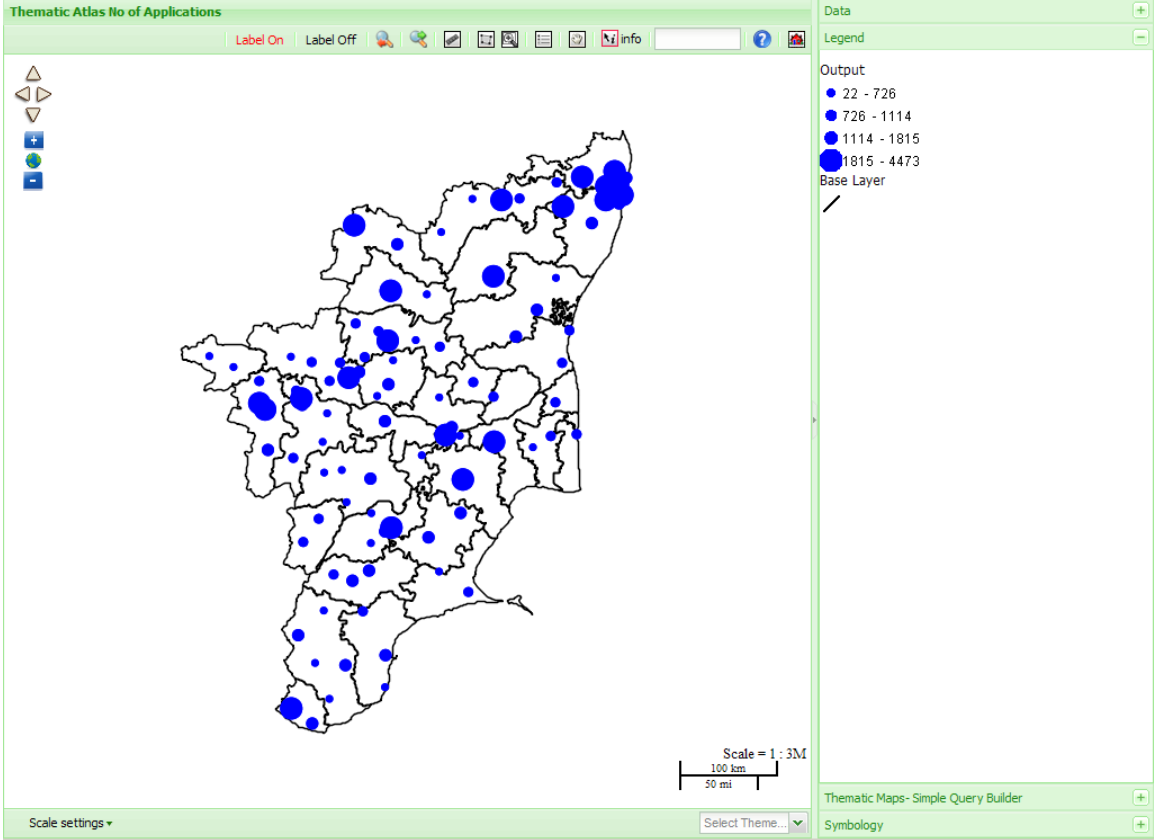 Thematic Atlas No of Applications
Label On Label Off info
Scale = 1 : 3M
100 km
50 mi
Scale settings
Select Theme...
Data
Legend
Output
22 - 726
726 - 1114
1114 - 1815
1815 - 4473
Base Layer
Thematic Maps- Simple Query Builder
Symbology